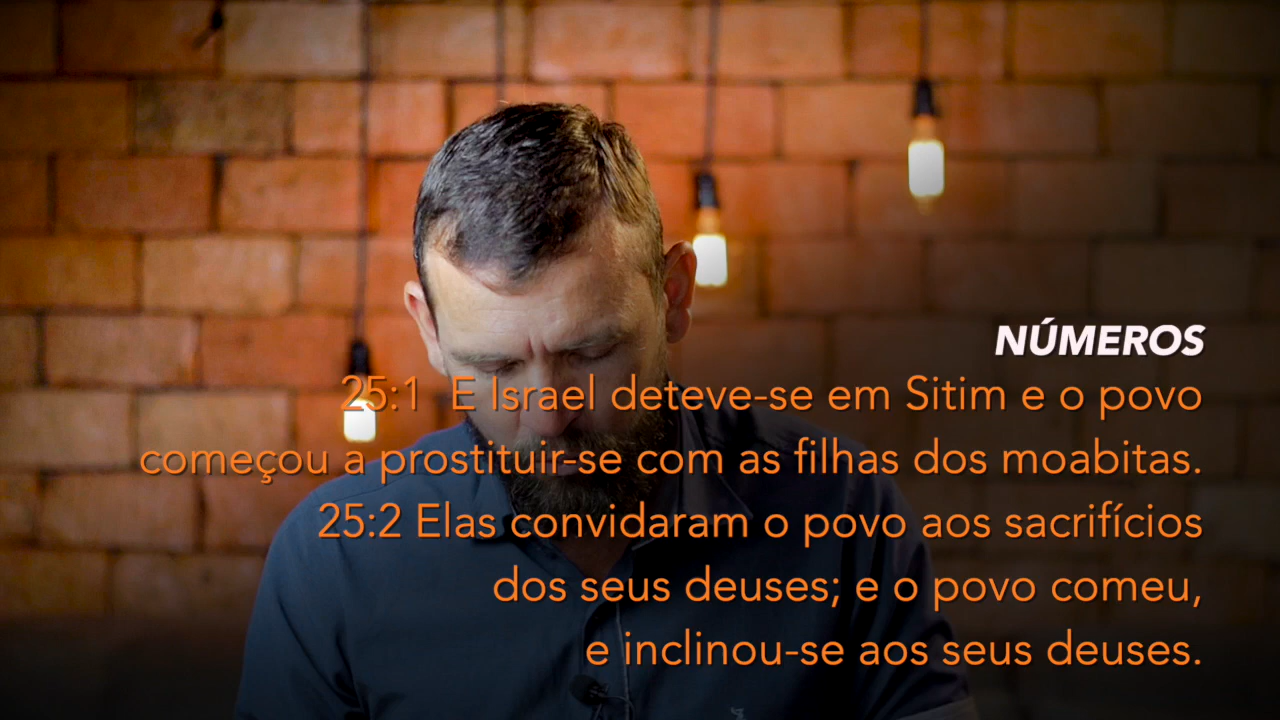 NÚMEROS
25:1 E Israel deteve-se em Sitim e o povo
começou a prostituir-se com as filhas dos moabitas.
25:2 Elas convidaram o povo aos sacrifícios
dos seus deuses; e o povo comeu,
e inclinou-se aos seus deuses.